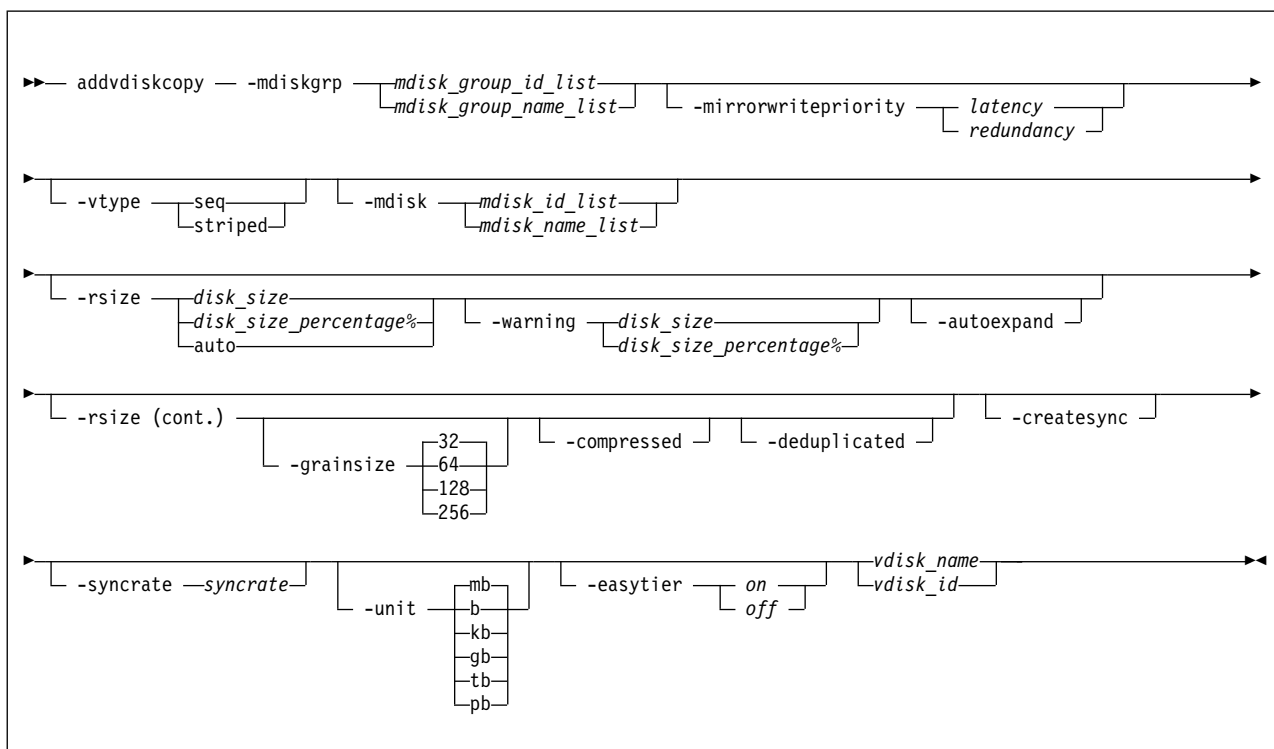 addvdiskcopy -mdiskgrp mdisk_group_id_list
mdisk_group_name_list -mirrorwritepriority latency
redundancy
-vtype seq
striped -mdisk mdisk_id_list
mdisk_name_list
-rsize disk_size
disk_size_percentage%
auto -warning disk_size
disk_size_percentage% -autoexpand
-rsize (cont.) -grainsize 32
64
128
256 -compressed -deduplicated -createsync
-syncrate syncrate -unit mb
b
kb
gb
tb
pb -easytier on
off vdisk_name
vdisk_id